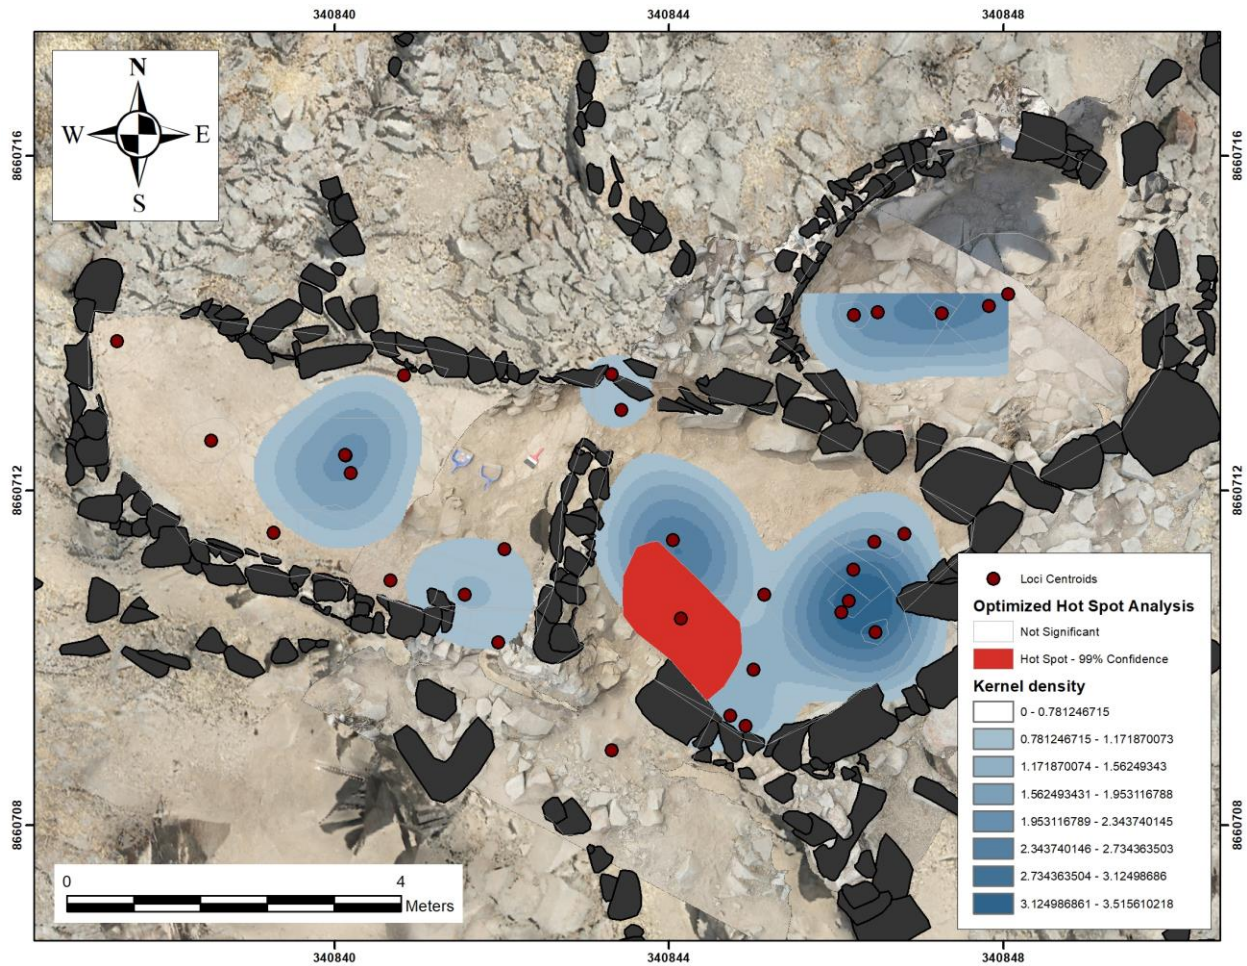 340840
340844
340848
N
W
E
S
8660716
8660716
8660712
8660712
8660708
8660708
Loci Centroids
Optimized Hot Spot Analysis
Not Significant
Hot Spot - 99% Confidence
Kernel density
0 - 0.781246715
0.781246715 - 1.171870073
1.171870074 - 1.56249343
1.562493431 - 1.953116788
1.953116789 - 2.343740145
2.343740146 - 2.734363503
2.734363504 - 3.12498686
3.124986861 - 3.515610218
0
4
Meters
340840
340844
340848